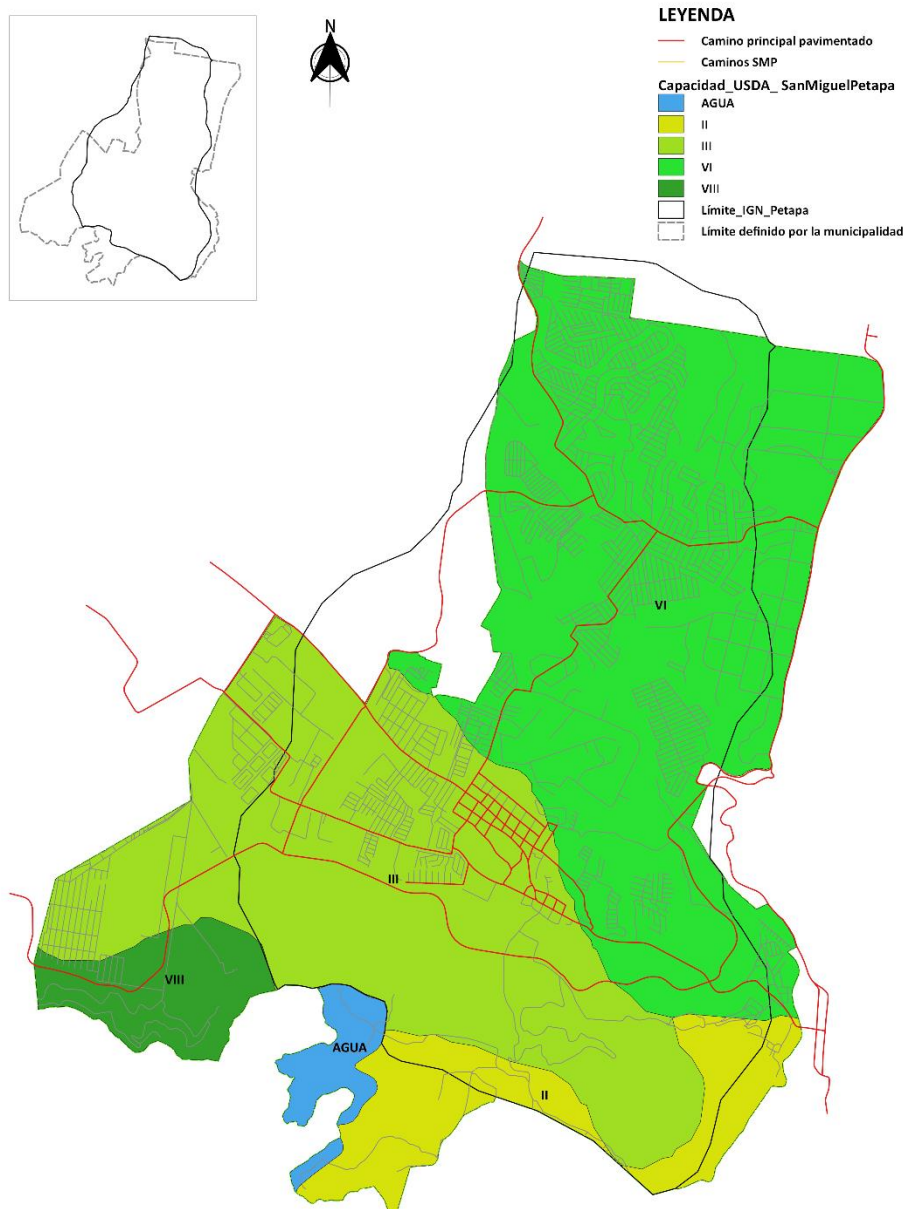 N
LEYENDA
Camino principal pavimentado
Caminos SMP
Capacidad_USDA_ SanMiguelPetapa
AGUA
II
III
VI
VIII
Límite_IGN_Petapa
Límite definido por la municipalidad
VI
III
VIII
AGUA
II